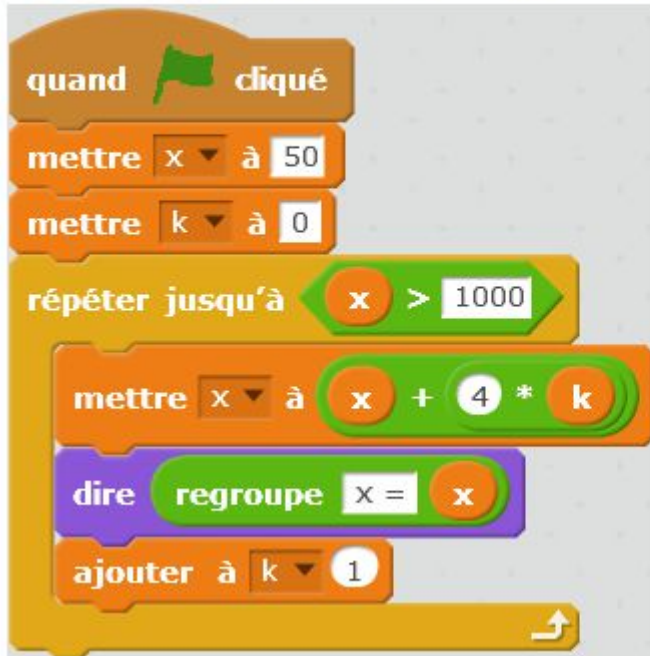 quand cliqué
mettre x à 50
mettre k à 0
répéter jusqu'à x > 1000
mettre x à x + 4 * k
dire regroupe x = x
ajouter à k 1